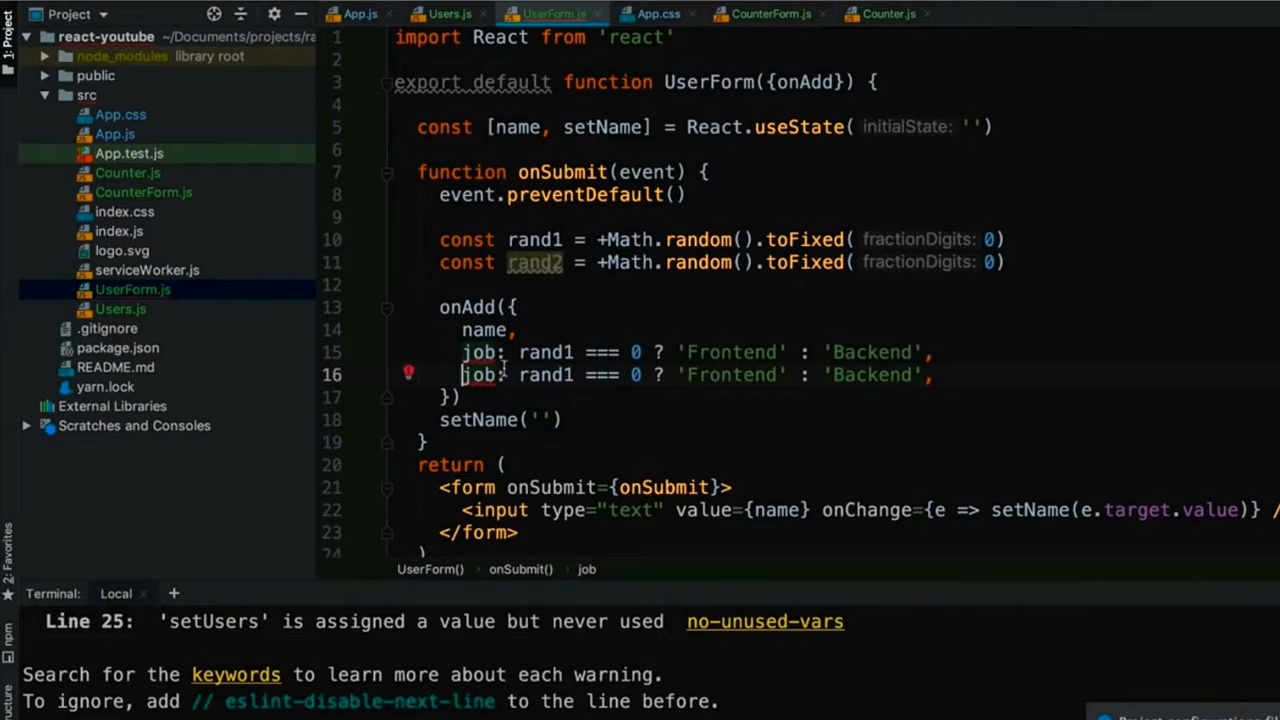 Project
App.js
Users.js
UserForm.js
App.css
CounterForm.js
Counter.js
1: Project
react-youtube ~/Documents/projects/ra
node_modules library root
public
src
App.css
App.js
App.test.js
Counter.js
CounterForm.js
index.css
index.js
logo.svg
serviceWorker.js
UserForm.js
Users.js
.gitignore
package.json
README.md
yarn.lock
External Libraries
Scratches and Consoles
1 import React from 'react'
2
3 export default function UserForm({onAdd}) {
4
5 const [name, setName] = React.useState( initialState: '')
6
7 function onSubmit(event) {
8 event.preventDefault()
9
10 const rand1 = +Math.random().toFixed( fractionDigits: 0)
11 const rand2 = +Math.random().toFixed( fractionDigits: 0)
12
13 onAdd({
14 name,
15 job: rand1 === 0 ? 'Frontend' : 'Backend',
16 job: rand1 === 0 ? 'Frontend' : 'Backend',
17 })
18 setName('')
19 }
20 return (
21 <form onSubmit={onSubmit}>
22 <input type="text" value={name} onChange={e => setName(e.target.value)} /
23 </form>
24 )
UserForm() onSubmit() job
2: Favorites
npm
Terminal: Local +
Line 25: 'setUsers' is assigned a value but never used no-unused-vars
Search for the keywords to learn more about each warning.
To ignore, add // eslint-disable-next-line to the line before.